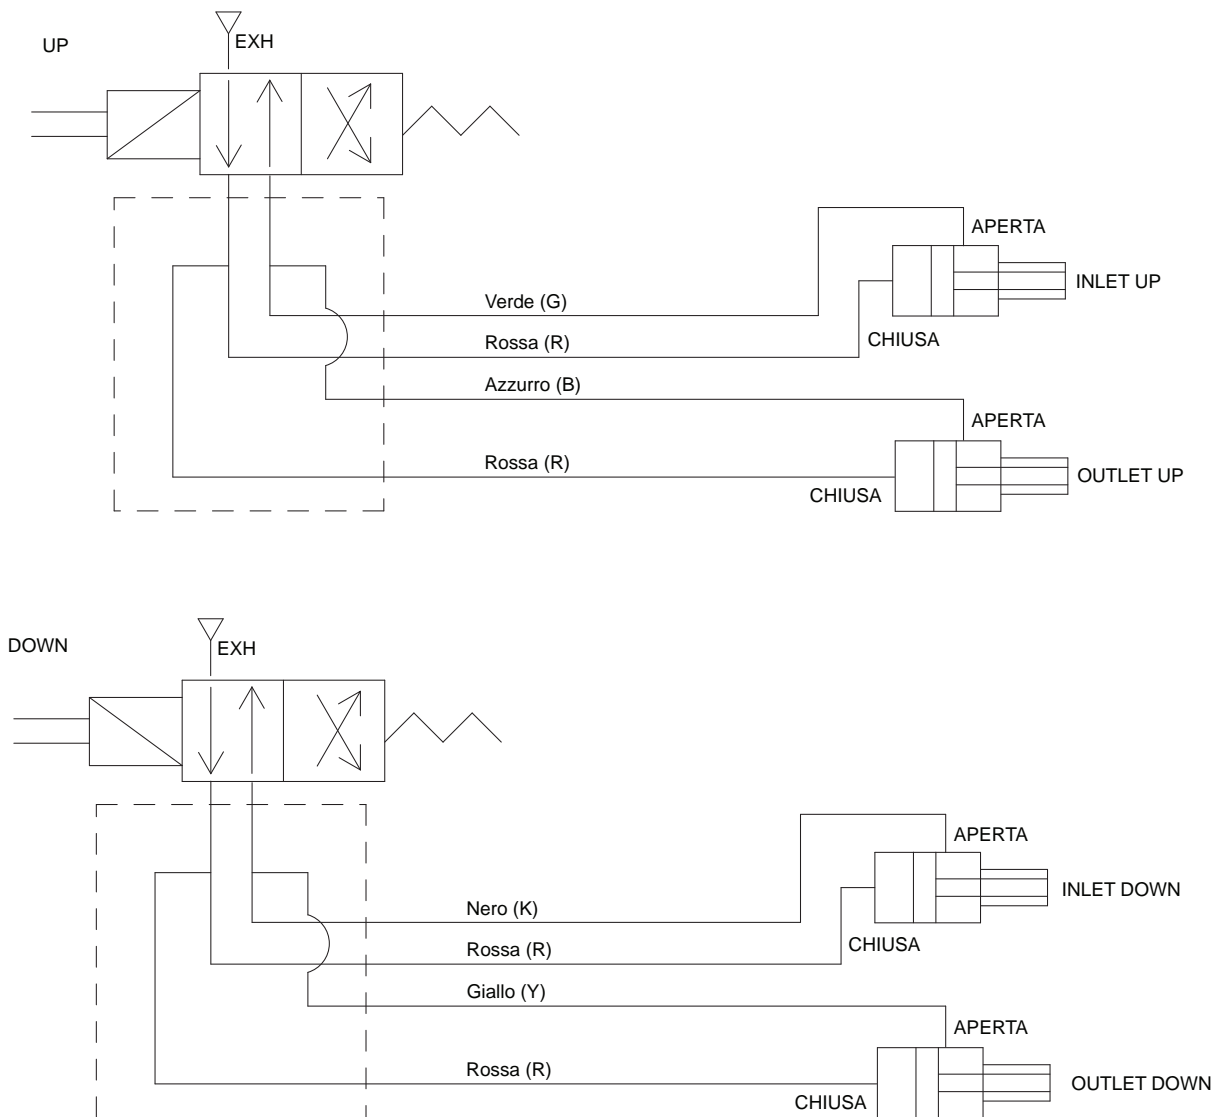 UP
EXH
APERTA
INLET UP
Verde (G)
Rossa (R)
CHIUSA
Azzurro (B)
APERTA
Rossa (R)
OUTLET UP
CHIUSA
DOWN
EXH
APERTA
INLET DOWN
Nero (K)
Rossa (R)
CHIUSA
Giallo (Y)
APERTA
Rossa (R)
OUTLET DOWN
CHIUSA